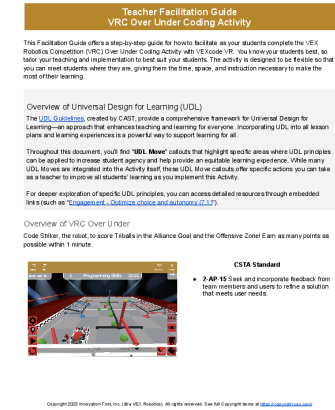 Teacher Facilitation Guide
VRC Over Under Coding Activity
This Facilitation Guide offers a step-by-step guide for how to facilitate as your students complete the VEX
Robotics Competition (VRC) Over Under Coding Activity with VEXcode VR. You know your students best, so
tailor your teaching and implementation to best suit your students. The activity is designed to be flexible so that
you can meet students where they are, giving them the time, space, and instruction necessary to make the
most of their learning.
Overview of Universal Design for Learning (UDL)
The UDL Guidelines, created by CAST, provide a comprehensive framework for Universal Design for
Learning—an approach that enhances teaching and learning for everyone. Incorporating UDL into all lesson
plans and learning experiences is a powerful way to support learning for all.
Throughout this document, you'll find "UDL Move" callouts that highlight specific areas where UDL principles
can be applied to increase student agency and help provide an equitable learning experience. While many
UDL Moves are integrated into the Activity itself, these UDL Move callouts offer specific actions you can take
as a teacher to improve all students' learning as you implement this Activity.
For deeper exploration of specific UDL principles, you can access detailed resources through embedded
links (such as "Engagement - Optimize choice and autonomy (7.1)").
Overview of VRC Over Under
Code Striker, the robot, to score Triballs in the Alliance Goal and the Offensive Zone! Earn as many points as
possible within 1 minute.
Programming Skills
CSTA Standard
● 2-AP-15 Seek and incorporate feedback from
team members and users to refine a solution
that meets user needs.
Copyright 2023 Innovation First, Inc. (dba VEX Robotics). All rights reserved. See full Copyright terms at https://copyright.vex.com/